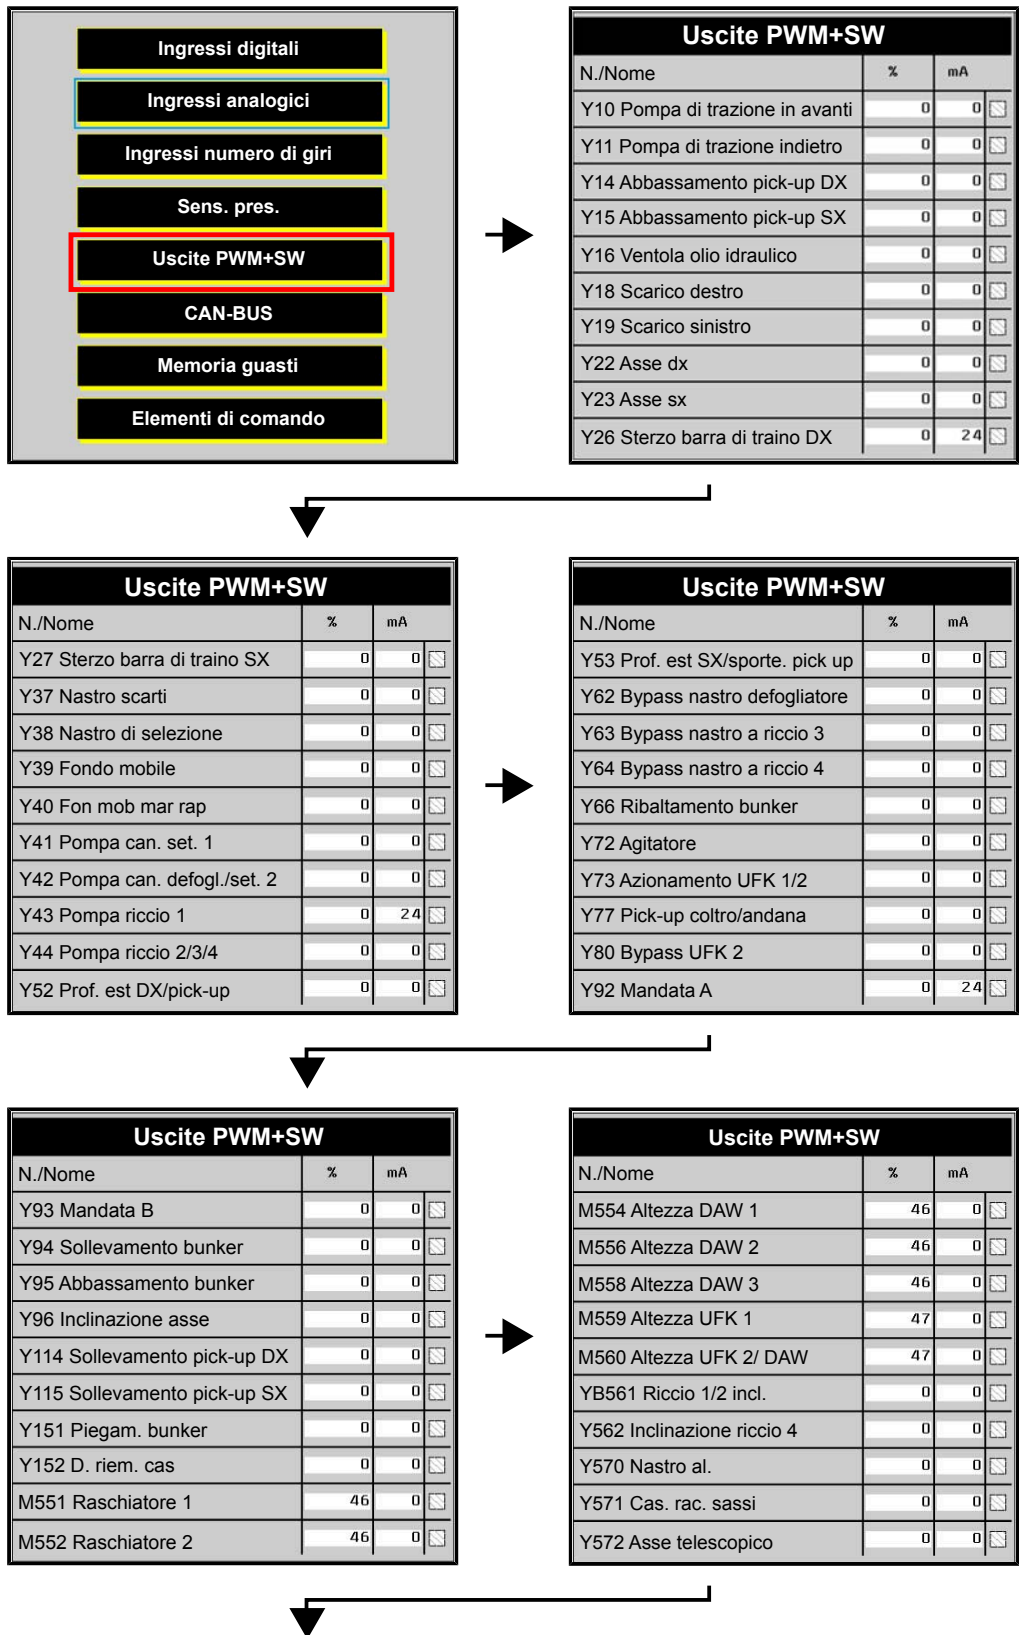 Ingressi digitali
Ingressi analogici
Ingressi numero di giri
Sens. pres.
Uscite PWM+SW
CAN-BUS
Memoria guasti
Elementi di comando
Uscite PWM+SW
N./Nome % mA
Y10 Pompa di trazione in avanti 0 0
Y11 Pompa di trazione indietro 0 0
Y14 Abbassamento pick-up DX 0 0
Y15 Abbassamento pick-up SX 0 0
Y16 Ventola olio idraulico 0 0
Y18 Scarico destro 0 0
Y19 Scarico sinistro 0 0
Y22 Asse dx 0 0
Y23 Asse sx 0 0
Y26 Sterzo barra di traino DX 0 24
Uscite PWM+SW
N./Nome % mA
Y27 Sterzo barra di traino SX 0 0
Y37 Nastro scarti 0 0
Y38 Nastro di selezione 0 0
Y39 Fondo mobile 0 0
Y40 Fon mob mar rap 0 0
Y41 Pompa can. set. 1 0 0
Y42 Pompa can. defogl./set. 2 0 0
Y43 Pompa riccio 1 0 24
Y44 Pompa riccio 2/3/4 0 0
Y52 Prof. est DX/pick-up 0 0
Uscite PWM+SW
N./Nome % mA
Y53 Prof. est SX/sporte. pick up 0 0
Y62 Bypass nastro defogliatore 0 0
Y63 Bypass nastro a riccio 3 0 0
Y64 Bypass nastro a riccio 4 0 0
Y66 Ribaltamento bunker 0 0
Y72 Agitatore 0 0
Y73 Azionamento UFK 1/2 0 0
Y77 Pick-up coltro/andana 0 0
Y80 Bypass UFK 2 0 0
Y92 Mandata A 0 24
Uscite PWM+SW
N./Nome % mA
Y93 Mandata B 0 0
Y94 Sollevamento bunker 0 0
Y95 Abbassamento bunker 0 0
Y96 Inclinazione asse 0 0
Y114 Sollevamento pick-up DX 0 0
Y115 Sollevamento pick-up SX 0 0
Y151 Piegam. bunker 0 0
Y152 D. riem. cas 0 0
M551 Raschiatore 1 46 0
M552 Raschiatore 2 46 0
Uscite PWM+SW
N./Nome % mA
M554 Altezza DAW 1 46 0
M556 Altezza DAW 2 46 0
M558 Altezza DAW 3 46 0
M559 Altezza UFK 1 47 0
M560 Altezza UFK 2/ DAW 47 0
YB561 Riccio 1/2 incl. 0 0
Y562 Inclinazione riccio 4 0 0
Y570 Nastro al. 0 0
Y571 Cas. rac. sassi 0 0
Y572 Asse telescopico 0 0